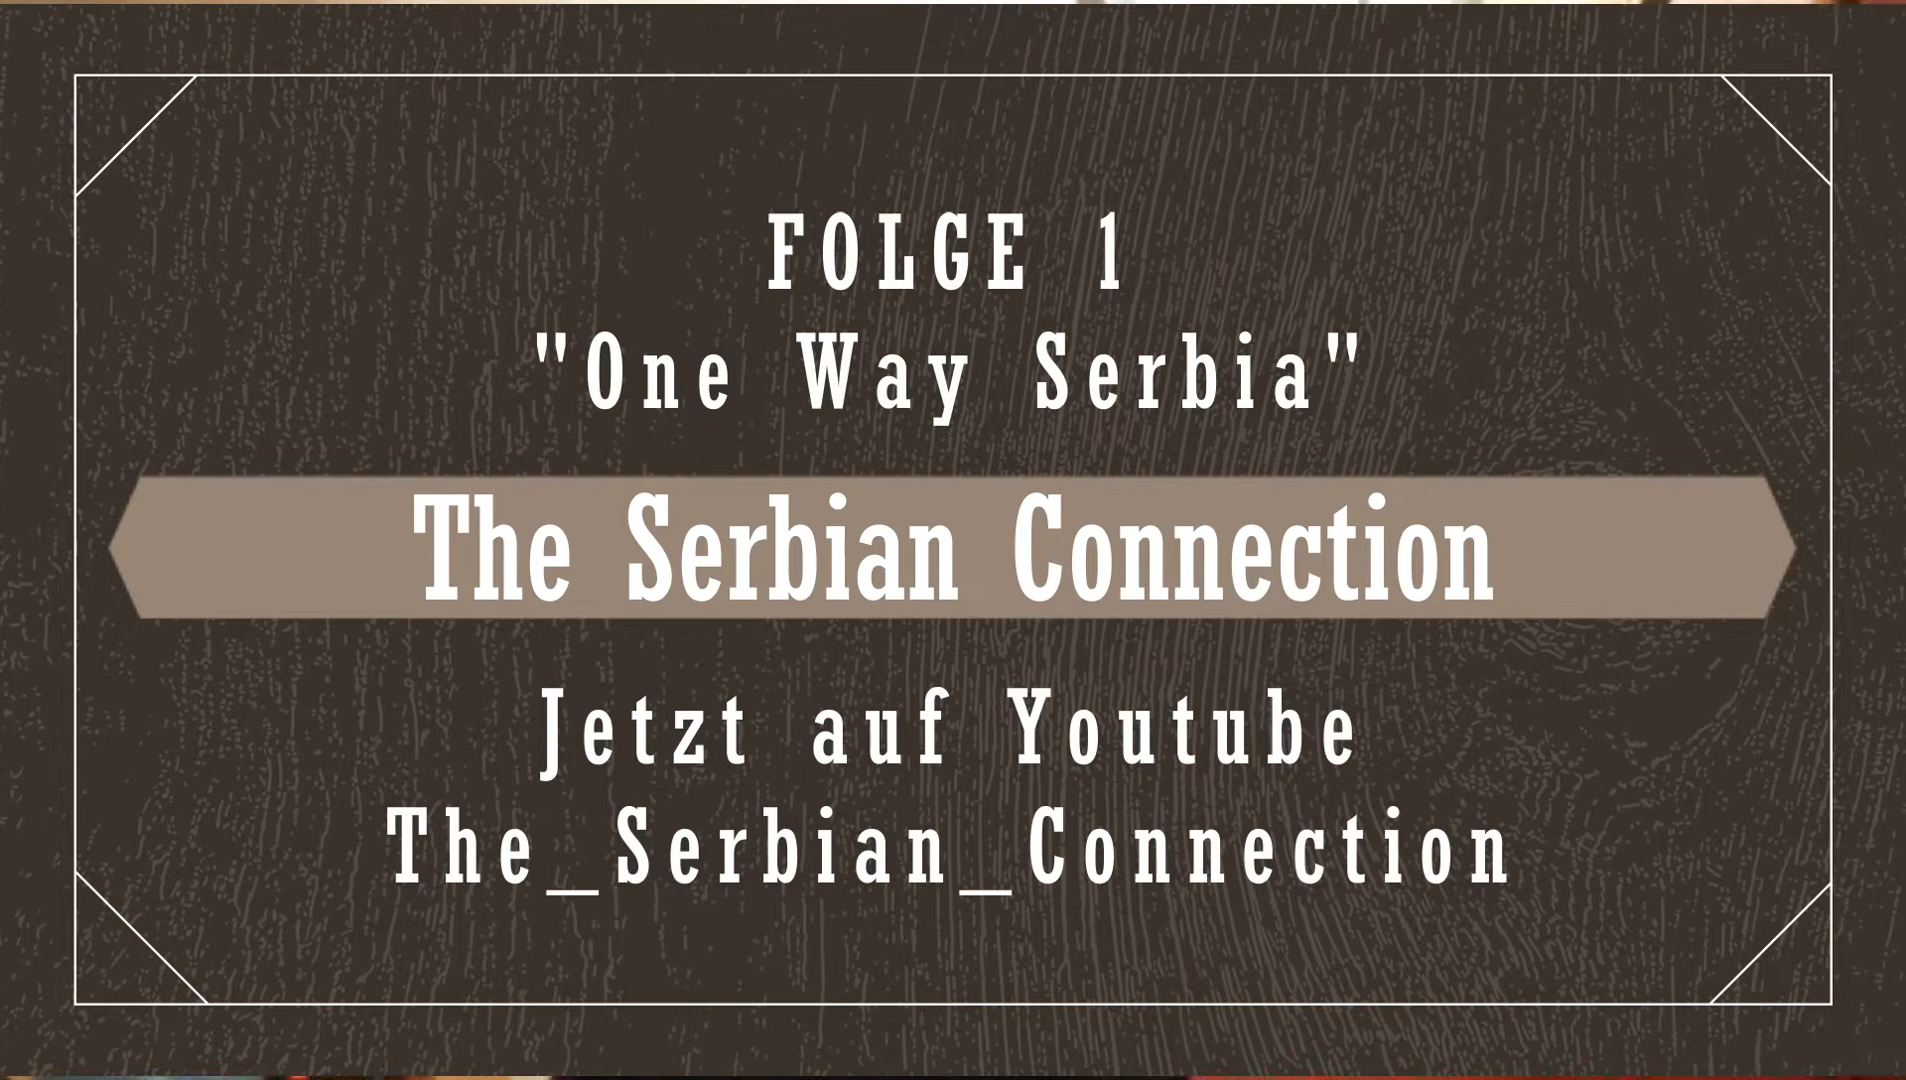 FOLGE 1
"One Way Serbia"
The Serbian Connection
Jetzt auf Youtube
The_Serbian_Connection